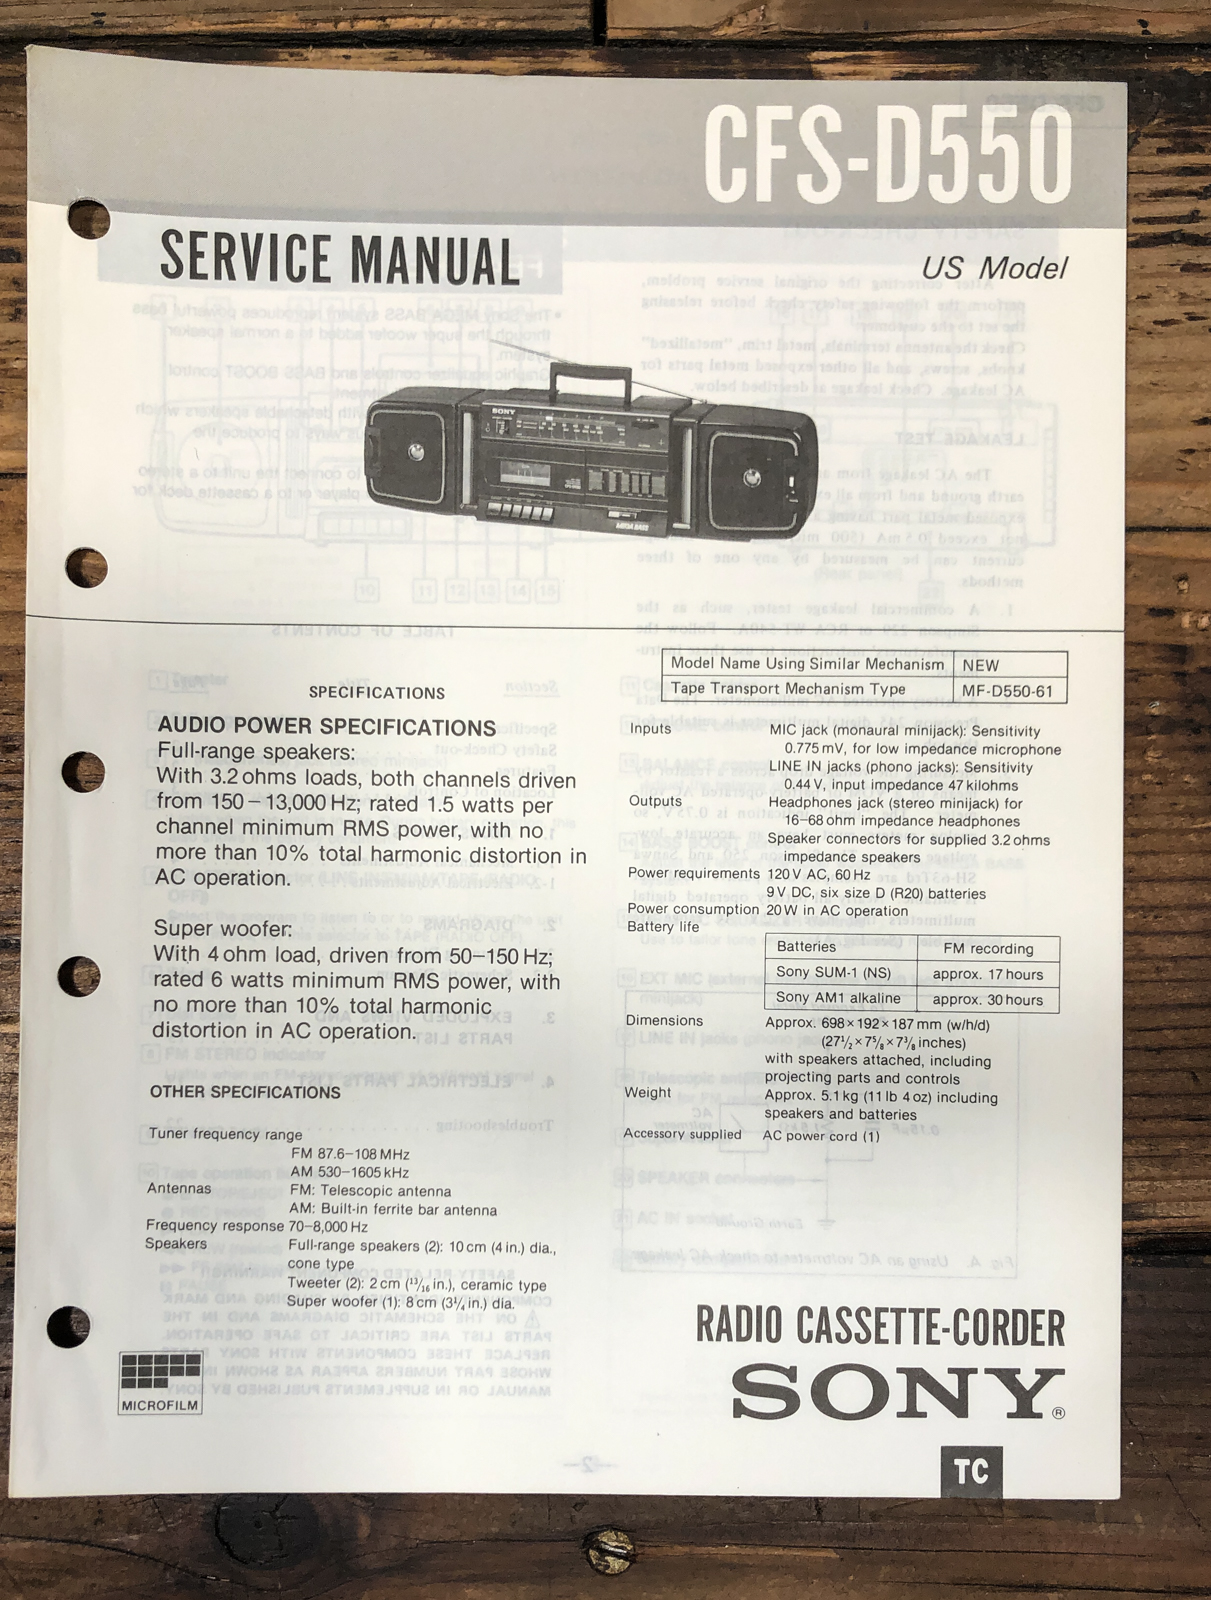 CFS-D550
SERVICE MANUAL
US Model
SONY
MEGA BASS
Model Name Using Similar Mechanism NEW
Tape Transport Mechanism Type MF-D550-61
SPECIFICATIONS
AUDIO POWER SPECIFICATIONS
Full-range speakers:
With 3.2 ohms loads, both channels driven
from 150–13,000 Hz; rated 1.5 watts per
channel minimum RMS power, with no
more than 10% total harmonic distortion in
AC operation.
Super woofer:
With 4 ohm load, driven from 50-150 Hz;
rated 6 watts minimum RMS power, with
no more than 10% total harmonic
distortion in AC operation.
OTHER SPECIFICATIONS
Tuner frequency range
FM 87.6–108 MHz
AM 530–1605 kHz
Antennas FM: Telescopic antenna
AM: Built-in ferrite bar antenna
Frequency response 70–8,000 Hz
Speakers Full-range speakers (2): 10 cm (4 in.) dia.,
cone type
Tweeter (2): 2 cm (13/16 in.), ceramic type
Super woofer (1): 8 cm (3 1/4 in.) dia.
Inputs MIC jack (monaural minijack): Sensitivity
0.775 mV, for low impedance microphone
LINE IN jacks (phono jacks): Sensitivity
0.44 V, input impedance 47 kilohms
Outputs Headphones jack (stereo minijack) for
16–68 ohm impedance headphones
Speaker connectors for supplied 3.2 ohms
impedance speakers
Power requirements 120 V AC, 60 Hz
9 V DC, six size D (R20) batteries
Power consumption 20 W in AC operation
Battery life
Batteries FM recording
Sony SUM-1 (NS) approx. 17 hours
Sony AM1 alkaline approx. 30 hours
Dimensions Approx. 698 × 192 × 187 mm (w/h/d)
(27 1/2 × 7 5/8 × 7 3/8 inches)
with speakers attached, including
projecting parts and controls
Weight Approx. 5.1 kg (11 lb 4 oz) including
speakers and batteries
Accessory supplied AC power cord (1)
MICROFILM
RADIO CASSETTE-CORDER
SONY®
TC